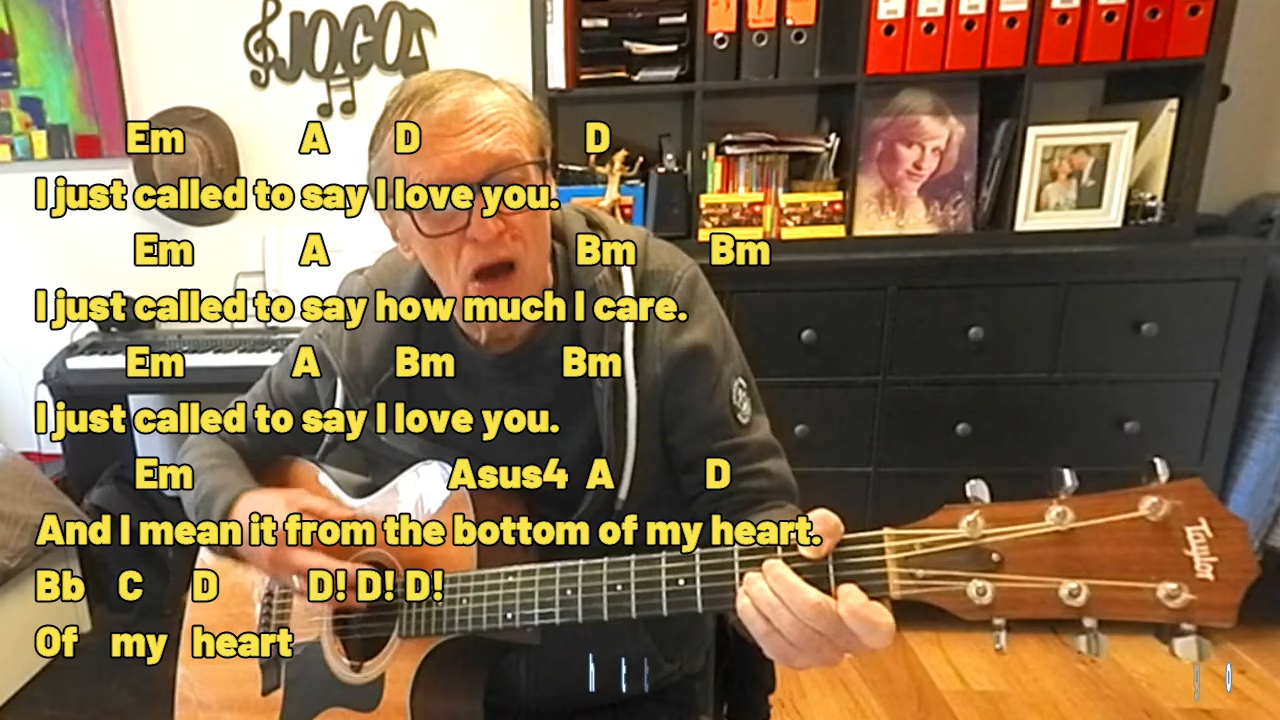 JOGO
Em A D D
I just called to say I love you.
Em A Bm Bm
I just called to say how much I care.
Em A Bm Bm
I just called to say I love you.
Em Asus4 A D
And I mean it from the bottom of my heart.
Bb C D D! D! D!
Of my heart
Taylor